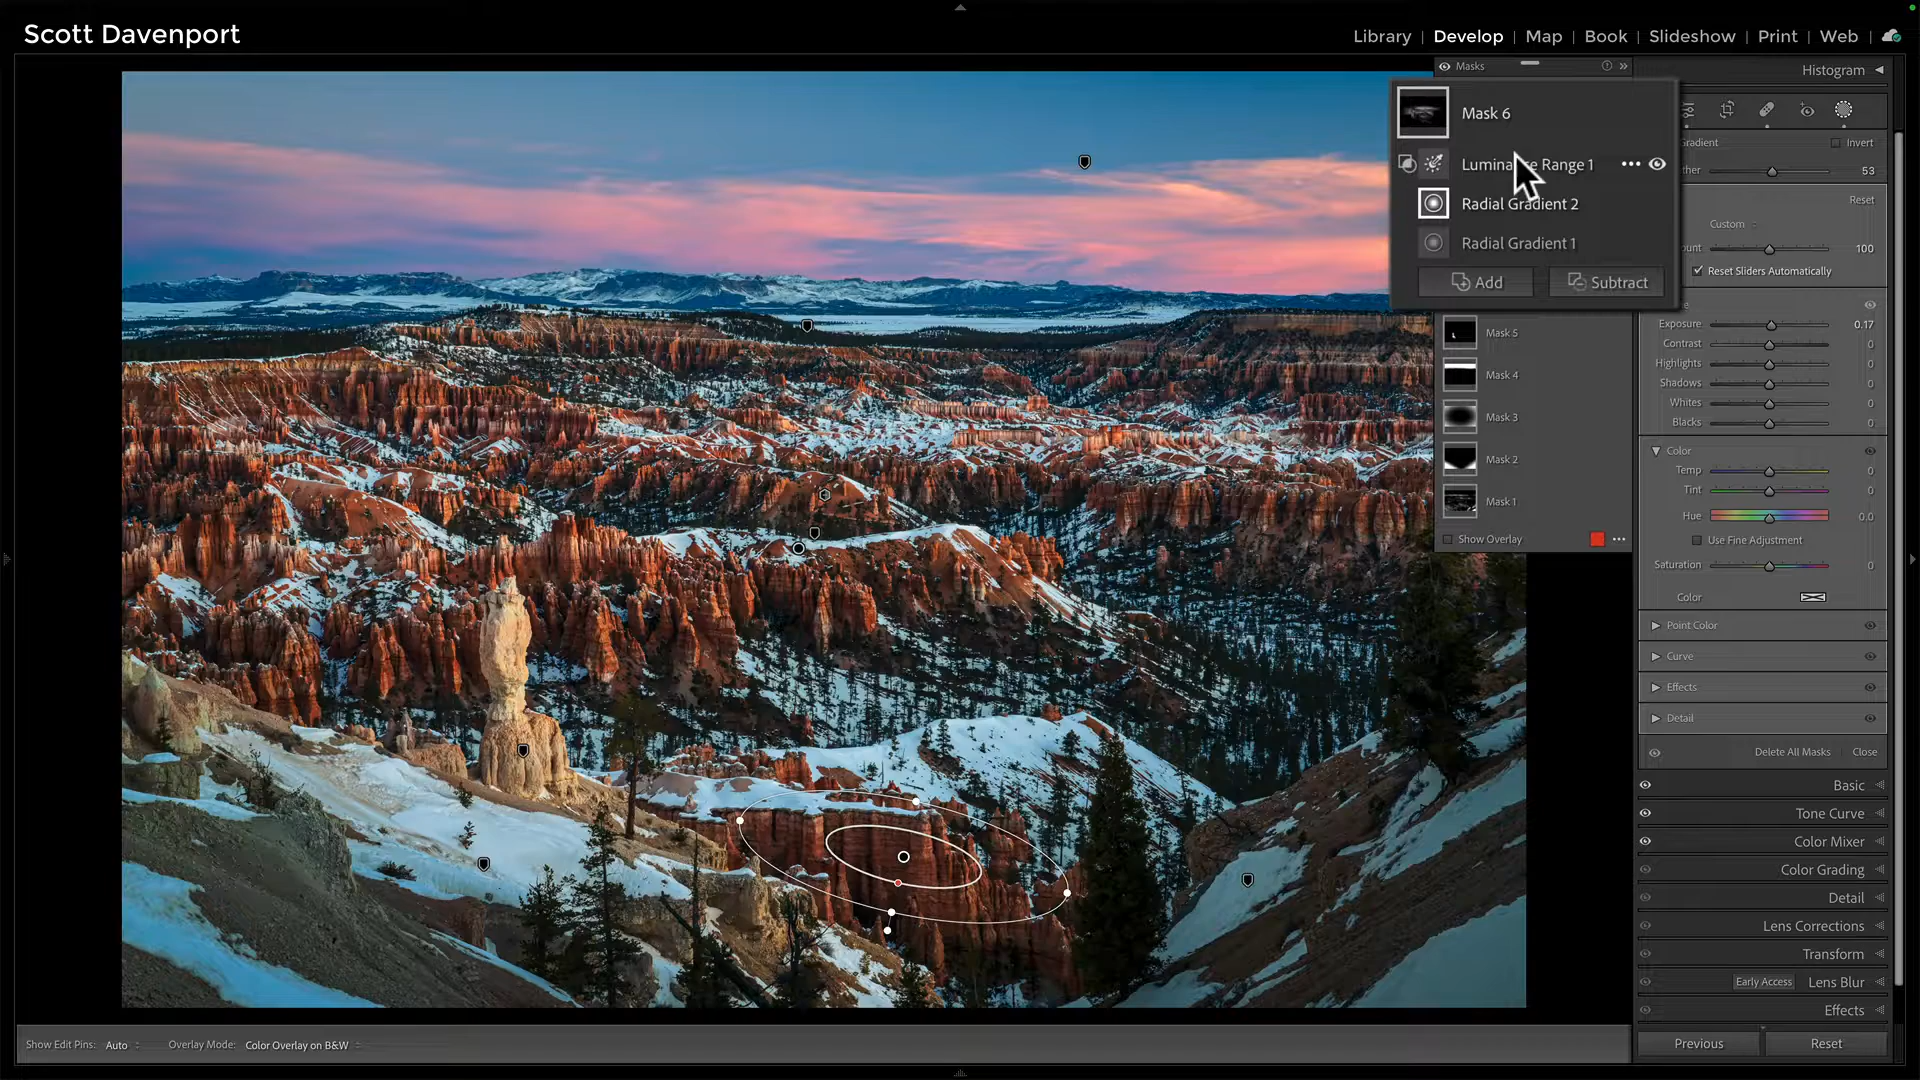 Scott Davenport
Library | Develop | Map | Book | Slideshow | Print | Web
Masks
Histogram
Mask 6
Luminance Range 1
Radial Gradient 2
Radial Gradient 1
Add
Subtract
Mask 5
Mask 4
Mask 3
Mask 2
Mask 1
Show Overlay
Invert
53
Reset
Custom
100
Reset Sliders Automatically
Exposure 0.17
Contrast 0
Highlights 0
Shadows 0
Whites 0
Blacks 0
Color
Temp 0
Tint 0
Hue 0.0
Use Fine Adjustment
Saturation 0
Color
Point Color
Curve
Effects
Detail
Delete All Masks Close
Basic
Tone Curve
Color Mixer
Color Grading
Detail
Lens Corrections
Transform
Early Access Lens Blur
Effects
Previous Reset
Show Edit Pins: Auto Overlay Mode: Color Overlay on B&W